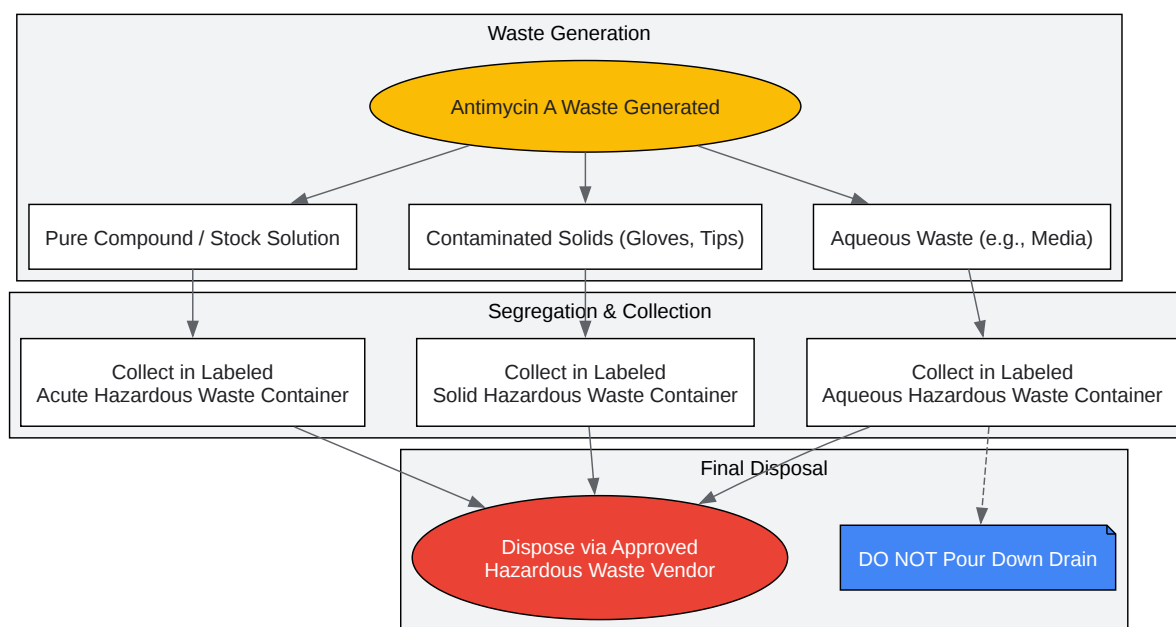 Waste Generation
Antimycin A Waste Generated
Pure Compound / Stock Solution
Contaminated Solids (Gloves, Tips)
Aqueous Waste (e.g., Media)
Segregation & Collection
Collect in Labeled
Acute Hazardous Waste Container
Collect in Labeled
Solid Hazardous Waste Container
Collect in Labeled
Aqueous Hazardous Waste Container
Final Disposal
Dispose via Approved
Hazardous Waste Vendor
DO NOT Pour Down Drain